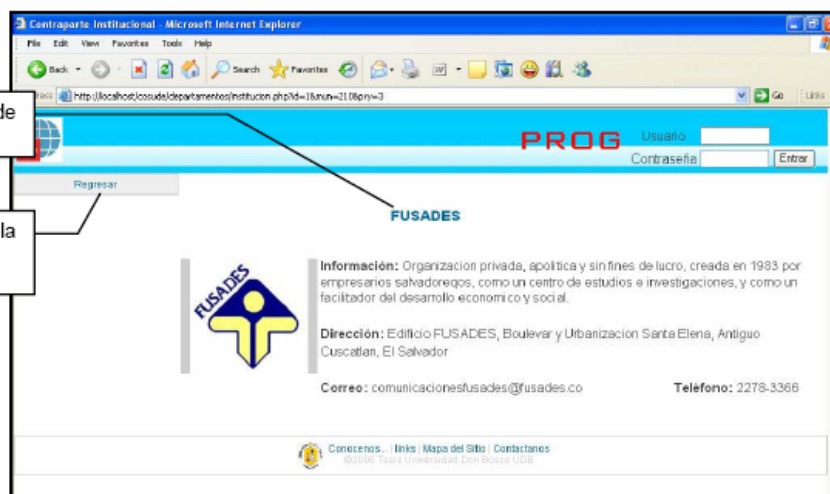 Contraparte Institucional - Microsoft Internet Explorer
File Edit View Favorites Tools Help
Back Search Favorites
http://localhost/cosude/departamentos/institucion.php?id=1&mun=210&pry=3 Go Links
de
PROG Usuario
Contraseña Entrar
Regresar
la
FUSADES
FUSADES
Información: Organizacion privada, apolitica y sin fines de lucro, creada en 1983 por
empresarios salvadoreqos, como un centro de estudios e investigaciones, y como un
facilitador del desarrollo economico y social.
Dirección: Edificio FUSADES, Boulevar y Urbanizacion Santa Elena, Antiguo
Cuscatlan, El Salvador
Correo: comunicacionesfusades@fusades.co Teléfono: 2278-3366
Conocenos... | links | Mapa del Sitio | Contactanos
©2006 Tesis Universidad Don Bosco UDB